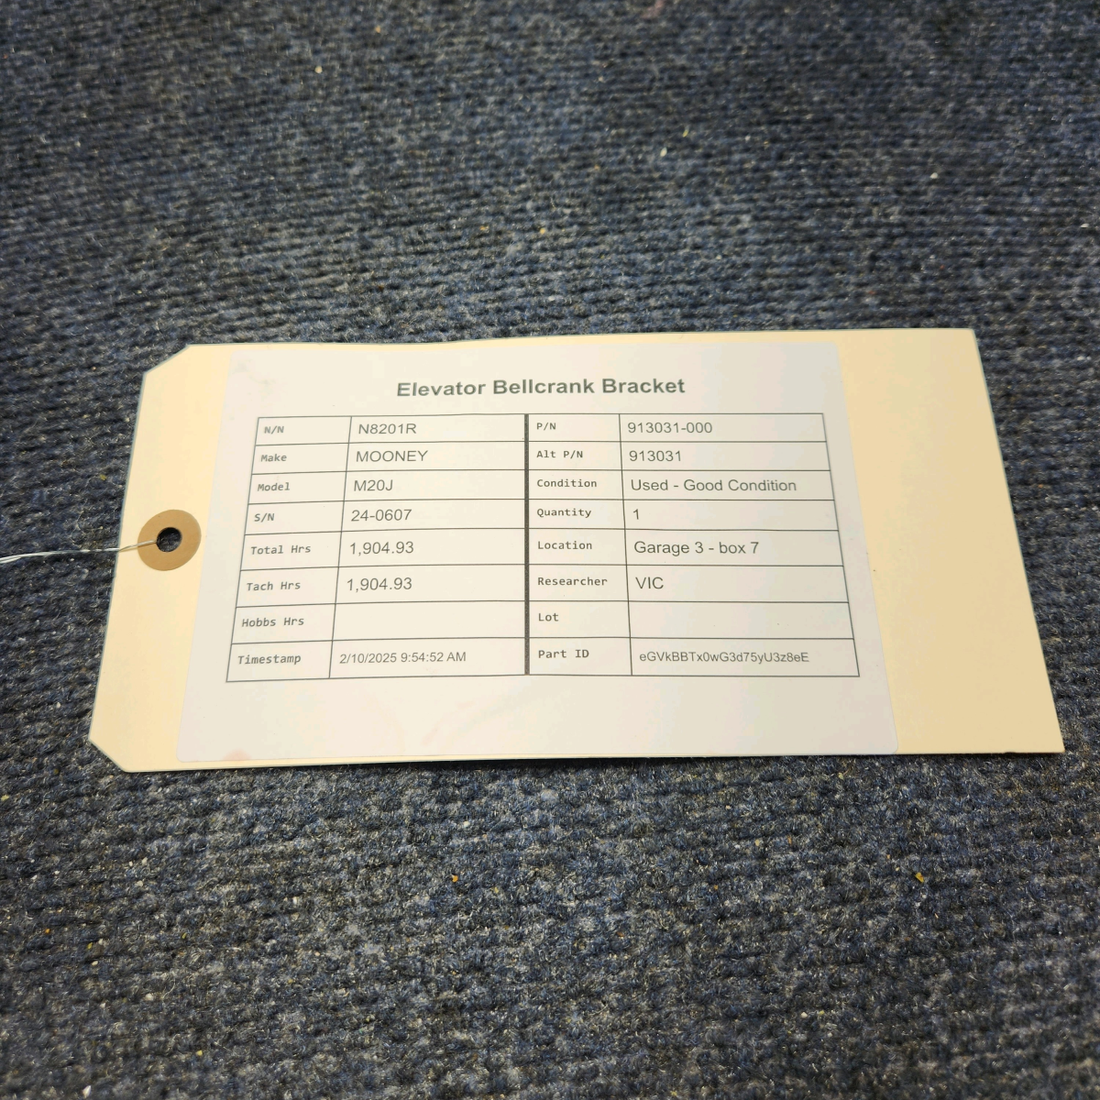 Elevator Bellcrank Bracket
N/N N8201R P/N 913031-000
Make MOONEY Alt P/N 913031
Model M20J Condition Used - Good Condition
S/N 24-0607 Quantity 1
Total Hrs 1,904.93 Location Garage 3 - box 7
Tach Hrs 1,904.93 Researcher VIC
Hobbs Hrs Lot
Timestamp 2/10/2025 9:54:52 AM Part ID eGVkBBTx0wG3d75yU3z8eE